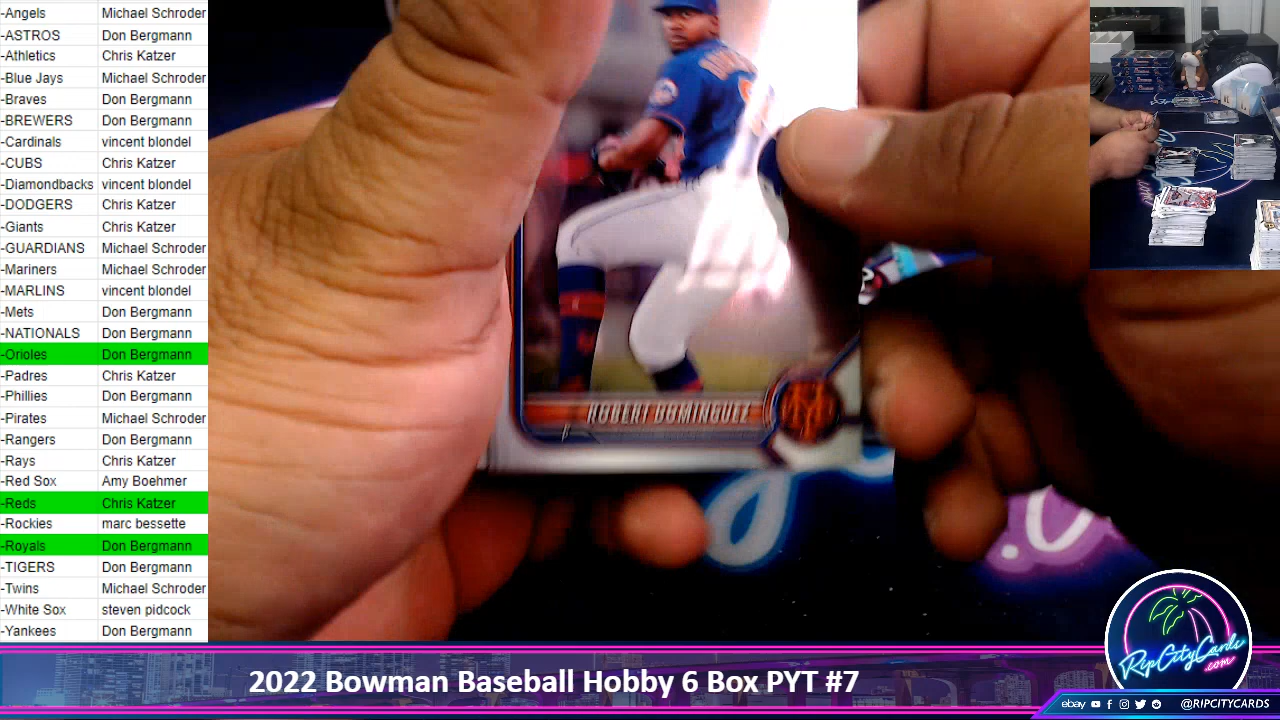 -Angels Michael Schroder
-ASTROS Don Bergmann
-Athletics Chris Katzer
-Blue Jays Michael Schroder
-Braves Don Bergmann
-BREWERS Don Bergmann
-Cardinals vincent blondel
-CUBS Chris Katzer
-Diamondbacks vincent blondel
-DODGERS Chris Katzer
-Giants Chris Katzer
-GUARDIANS Michael Schroder
-Mariners Michael Schroder
-MARLINS vincent blondel
-Mets Don Bergmann
-NATIONALS Don Bergmann
-Orioles Don Bergmann
-Padres Chris Katzer
-Phillies Don Bergmann
-Pirates Michael Schroder
-Rangers Don Bergmann
-Rays Chris Katzer
-Red Sox Amy Boehmer
-Reds Chris Katzer
-Rockies marc bessette
-Royals Don Bergmann
-TIGERS Don Bergmann
-Twins Michael Schroder
-White Sox steven pidcock
-Yankees Don Bergmann
ROBERT DOMINGUEZ
RipCityCards
.com
2022 Bowman Baseball Hobby 6 Box PYT #7
ebay @RIPCITYCARDS